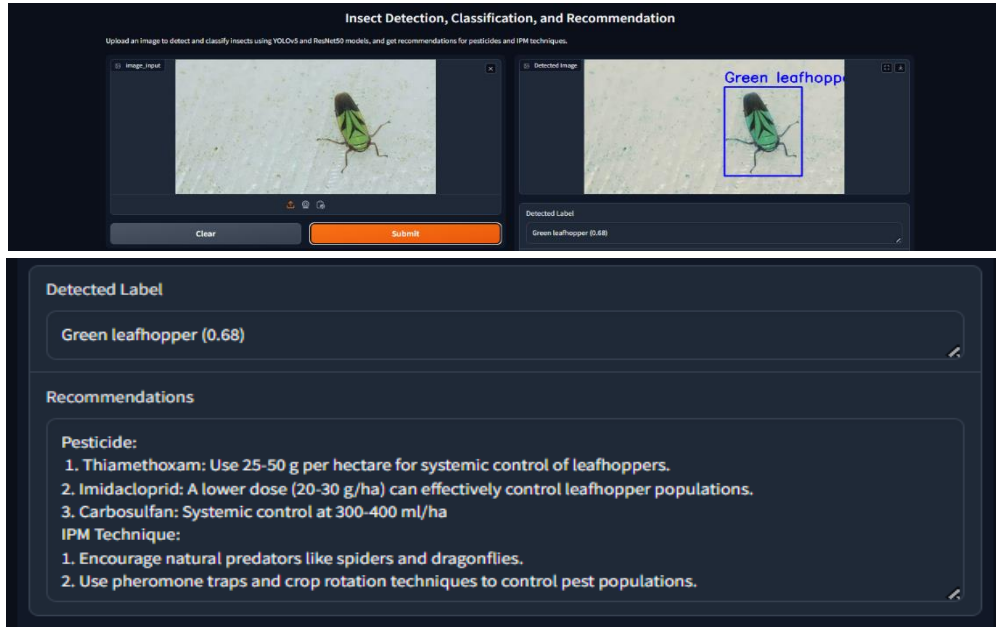 Insect Detection, Classification, and Recommendation
Upload an image to detect and classify insects using YOLOv5 and ResNet50 models, and get recommendations for pesticides and IPM techniques.
image_input
Detected Image
Green leafhopp
Clear
Submit
Detected Label
Green leafhopper (0.68)
Detected Label
Green leafhopper (0.68)
Recommendations
Pesticide:
1. Thiamethoxam: Use 25-50 g per hectare for systemic control of leafhoppers.
2. Imidacloprid: A lower dose (20-30 g/ha) can effectively control leafhopper populations.
3. Carbosulfan: Systemic control at 300-400 ml/ha
IPM Technique:
1. Encourage natural predators like spiders and dragonflies.
2. Use pheromone traps and crop rotation techniques to control pest populations.